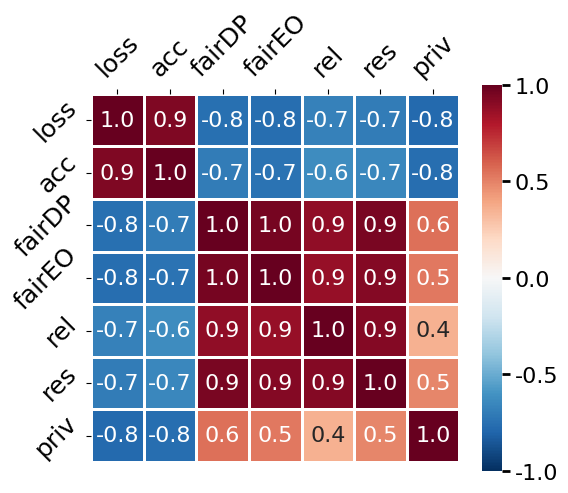 loss acc fairDP fairEO rel res priv
loss 1.0 0.9 -0.8 -0.8 -0.7 -0.7 -0.8
acc 0.9 1.0 -0.7 -0.7 -0.6 -0.7 -0.8
fairDP -0.8 -0.7 1.0 1.0 0.9 0.9 0.6
fairEO -0.8 -0.7 1.0 1.0 0.9 0.9 0.5
rel -0.7 -0.6 0.9 0.9 1.0 0.9 0.4
res -0.7 -0.7 0.9 0.9 0.9 1.0 0.5
priv -0.8 -0.8 0.6 0.5 0.4 0.5 1.0
1.0
0.5
0.0
-0.5
-1.0